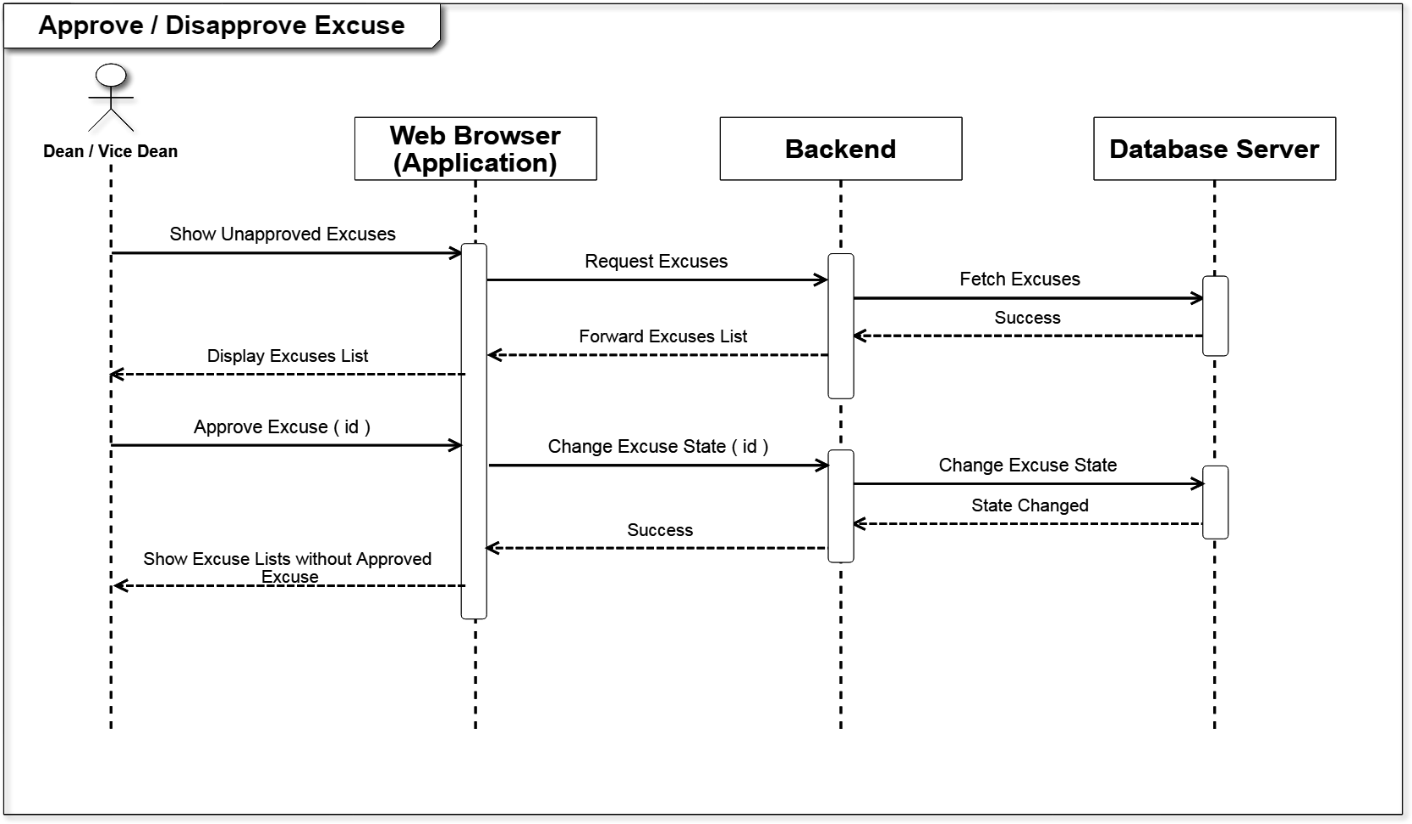 Approve / Disapprove Excuse
Dean / Vice Dean
Web Browser
(Application)
Backend
Database Server
Show Unapproved Excuses
Request Excuses
Fetch Excuses
Success
Forward Excuses List
Display Excuses List
Approve Excuse ( id )
Change Excuse State ( id )
Change Excuse State
State Changed
Success
Show Excuse Lists without Approved
Excuse